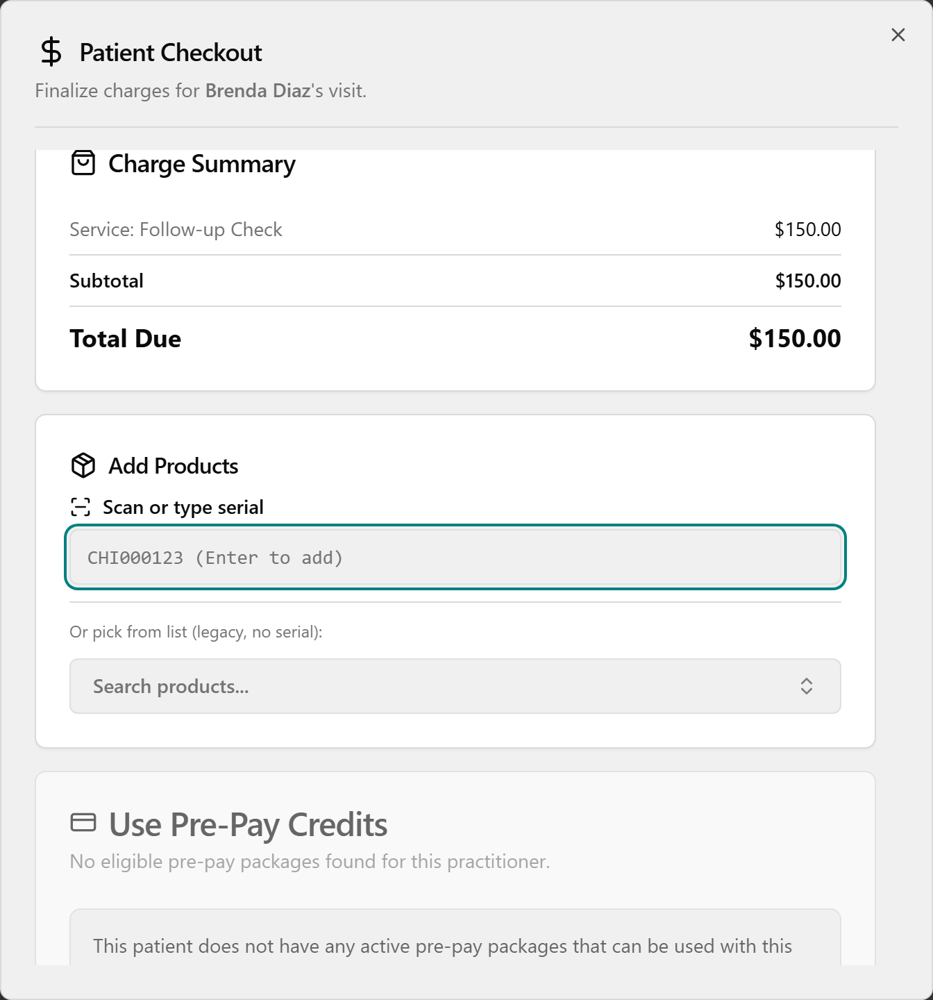 Patient Checkout
Finalize charges for Brenda Diaz's visit.
Charge Summary
Service: Follow-up Check $150.00
Subtotal $150.00
Total Due $150.00
Add Products
Scan or type serial
CHI000123 (Enter to add)
Or pick from list (legacy, no serial):
Search products...
Use Pre-Pay Credits
No eligible pre-pay packages found for this practitioner.
This patient does not have any active pre-pay packages that can be used with this